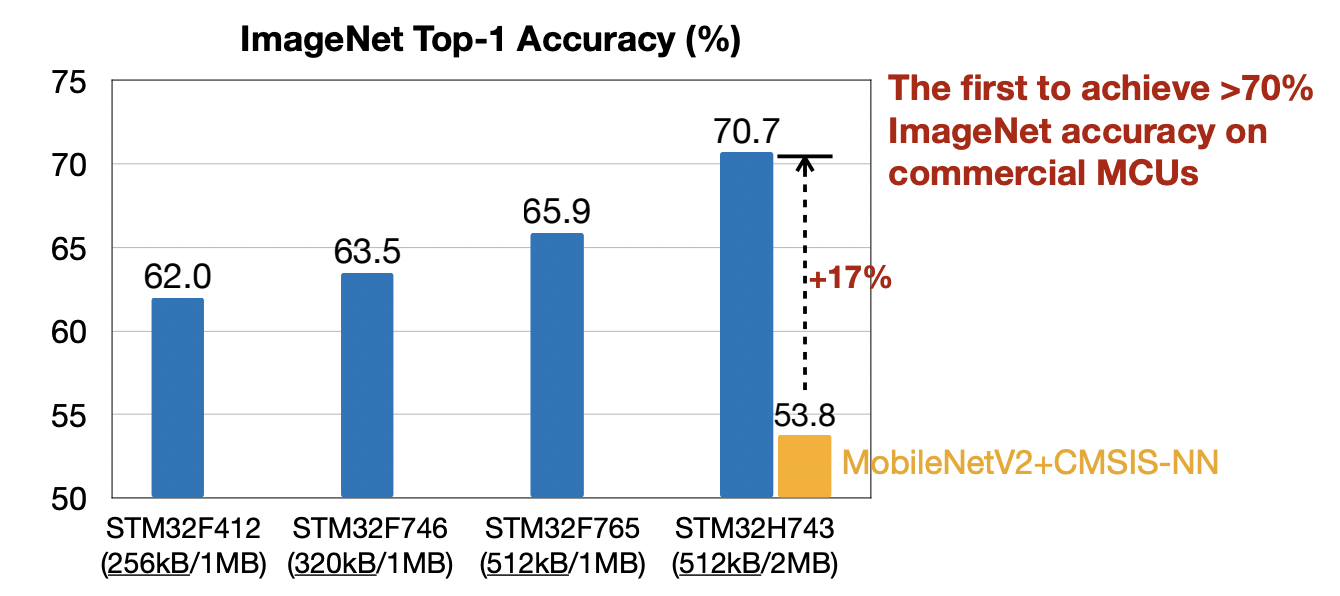 ImageNet Top-1 Accuracy (%)
75
70
65
60
55
50
62.0
63.5
65.9
70.7
53.8
+17%
The first to achieve >70%
ImageNet accuracy on
commercial MCUs
MobileNetV2+CMSIS-NN
STM32F412
(256kB/1MB)
STM32F746
(320kB/1MB)
STM32F765
(512kB/1MB)
STM32H743
(512kB/2MB)